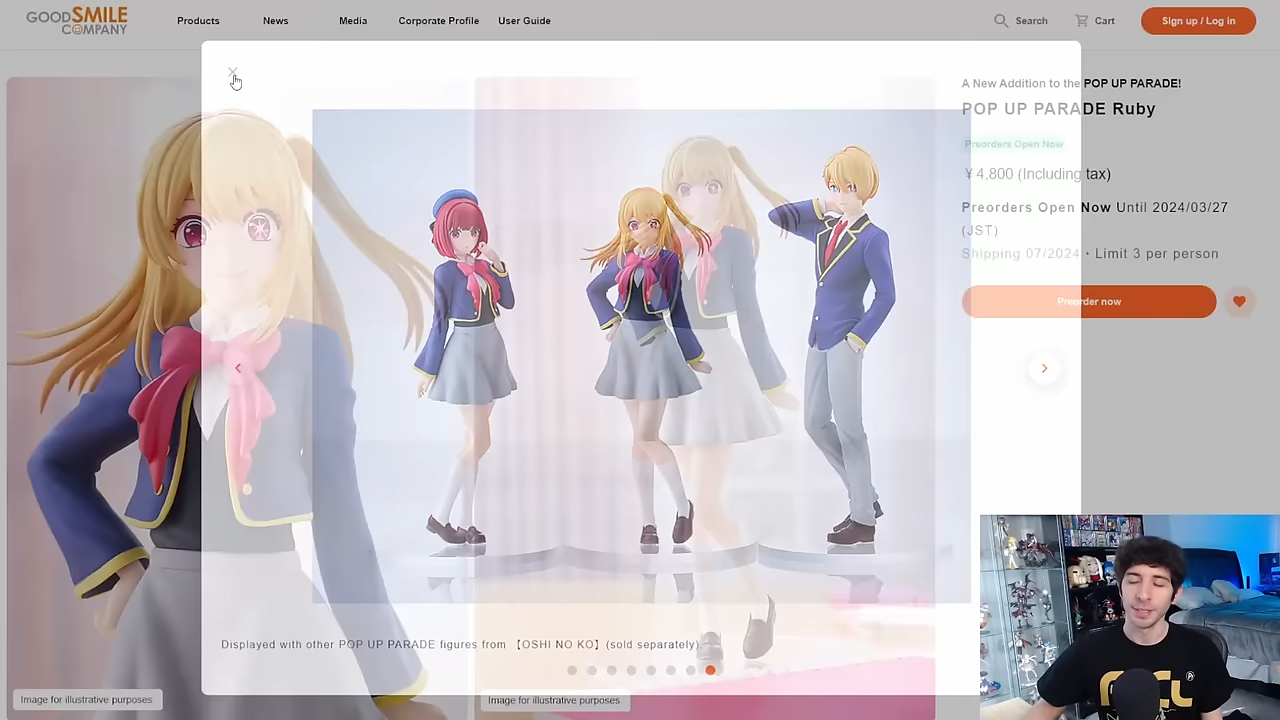 GOODSMILE
COMPANY
Products
News
Media
Corporate Profile
User Guide
Search
Cart
Sign up / Log in
A New Addition to the POP UP PARADE!
POP UP PARADE Ruby
Preorders Open Now
¥4,800 (Including tax)
Preorders Open Now Until 2024/03/27
(JST)
Shipping 07/2024 • Limit 3 per person
Preorder now
Displayed with other POP UP PARADE figures from 【OSHI NO KO】 (sold separately).
Image for illustrative purposes
Image for illustrative purposes